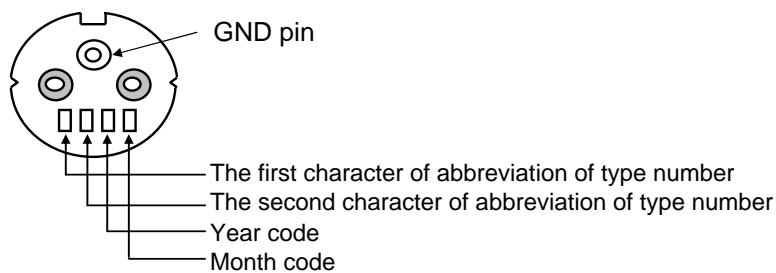 GND pin
The first character of abbreviation of type number
The second character of abbreviation of type number
Year code
Month code